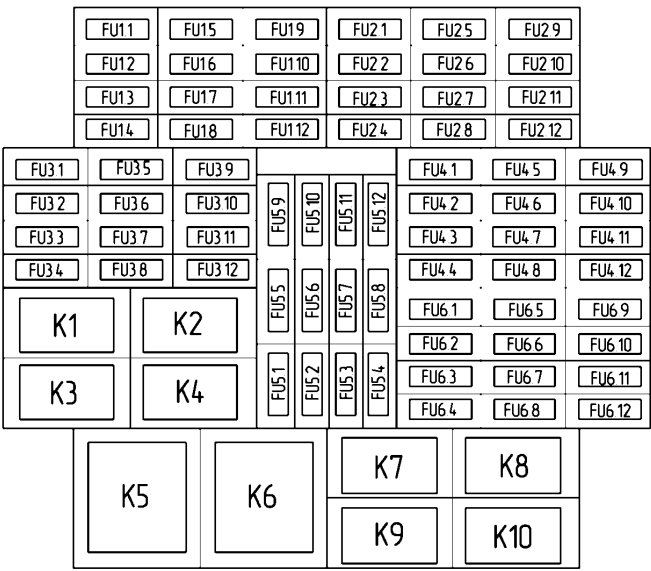 FU1.1 FU1.5 FU1.9 FU2.1 FU2.5 FU2.9
FU1.2 FU1.6 FU1.10 FU2.2 FU2.6 FU2.10
FU1.3 FU1.7 FU1.11 FU2.3 FU2.7 FU2.11
FU1.4 FU1.8 FU1.12 FU2.4 FU2.8 FU2.12
FU3.1 FU3.5 FU3.9 FU4.1 FU4.5 FU4.9
FU3.2 FU3.6 FU3.10 FU4.2 FU4.6 FU4.10
FU3.3 FU3.7 FU3.11 FU4.3 FU4.7 FU4.11
FU3.4 FU3.8 FU3.12 FU4.4 FU4.8 FU4.12
FU5.9 FU5.10 FU5.11 FU5.12
FU5.5 FU5.6 FU5.7 FU5.8
FU5.1 FU5.2 FU5.3 FU5.4
FU6.1 FU6.5 FU6.9
FU6.2 FU6.6 FU6.10
FU6.3 FU6.7 FU6.11
FU6.4 FU6.8 FU6.12
K1 K2
K3 K4
K5 K6
K7 K8
K9 K10